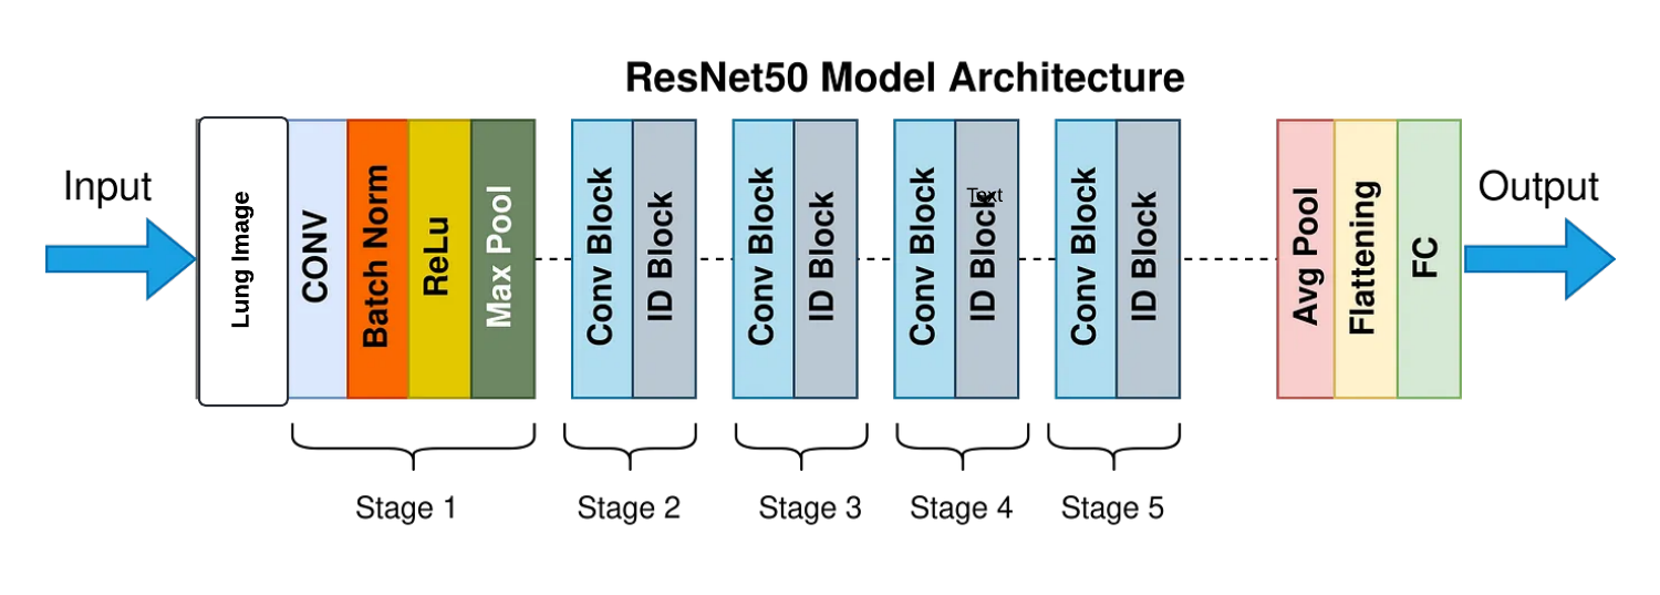 ResNet50 Model Architecture
Input
Lung Image
CONV
Batch Norm
ReLu
Max Pool
Conv Block
ID Block
Conv Block
ID Block
Conv Block
Text
ID Block
Conv Block
ID Block
Avg Pool
Flattening
FC
Output
Stage 1
Stage 2
Stage 3
Stage 4
Stage 5